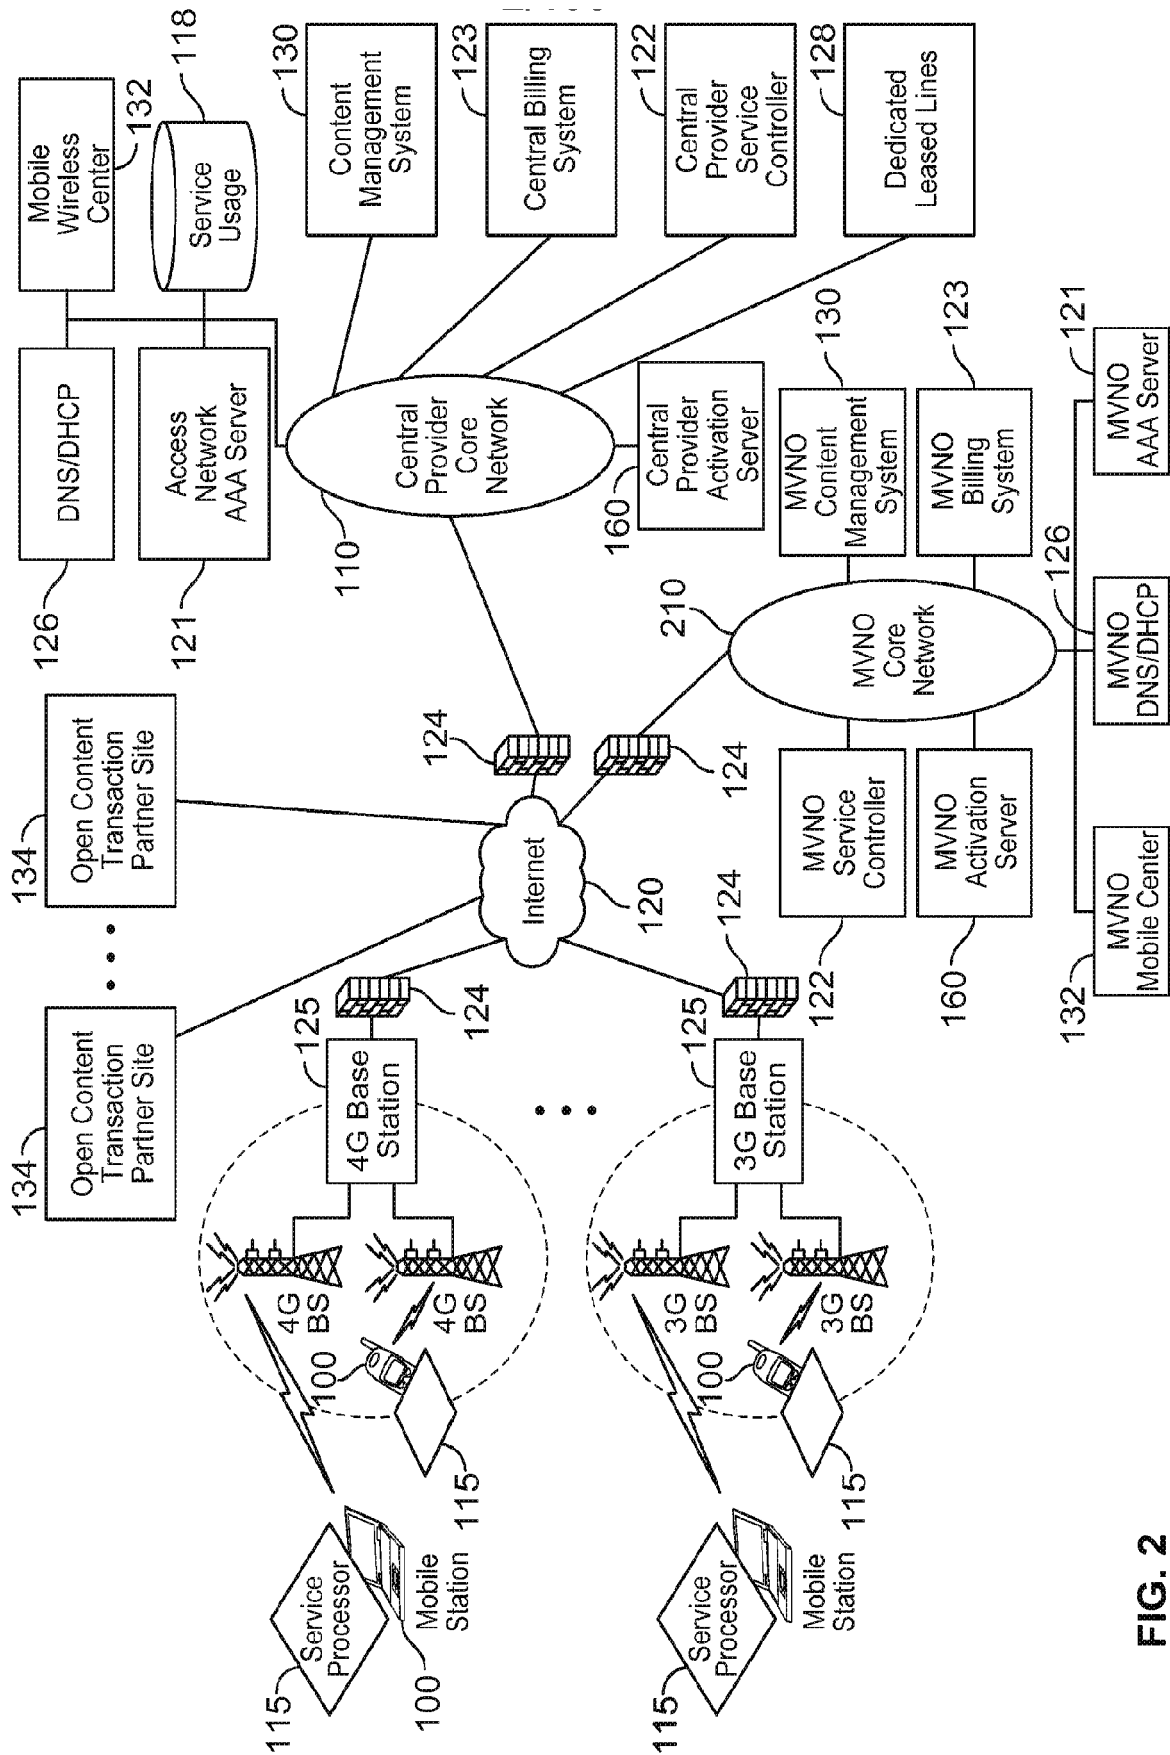 134
Open Content
Transaction
Partner Site
134
Open Content
Transaction
Partner Site
126
DNS/DHCP
Mobile
Wireless
Center
132
121
Access
Network
AAA Server
Service
Usage
118
110
Central
Provider
Core
Network
Content
Management
System
130
Central Billing
System
123
Central
Provider
Service
Controller
122
Dedicated
Leased Lines
128
160
Central
Provider
Activation
Server
115
Service
Processor
100
Mobile
Station
115
100
4G
BS
4G
BS
4G Base
Station
125
124
Internet
120
124
124
115
Service
Processor
Mobile
Station
115
100
3G
BS
3G
BS
3G Base
Station
125
124
210
MVNO
Core
Network
MVNO
Content
Management
System
130
MVNO
Billing
System
123
122
MVNO
Service
Controller
160
MVNO
Activation
Server
132
MVNO
Mobile Center
126
MVNO
DNS/DHCP
121
MVNO
AAA Server
FIG. 2